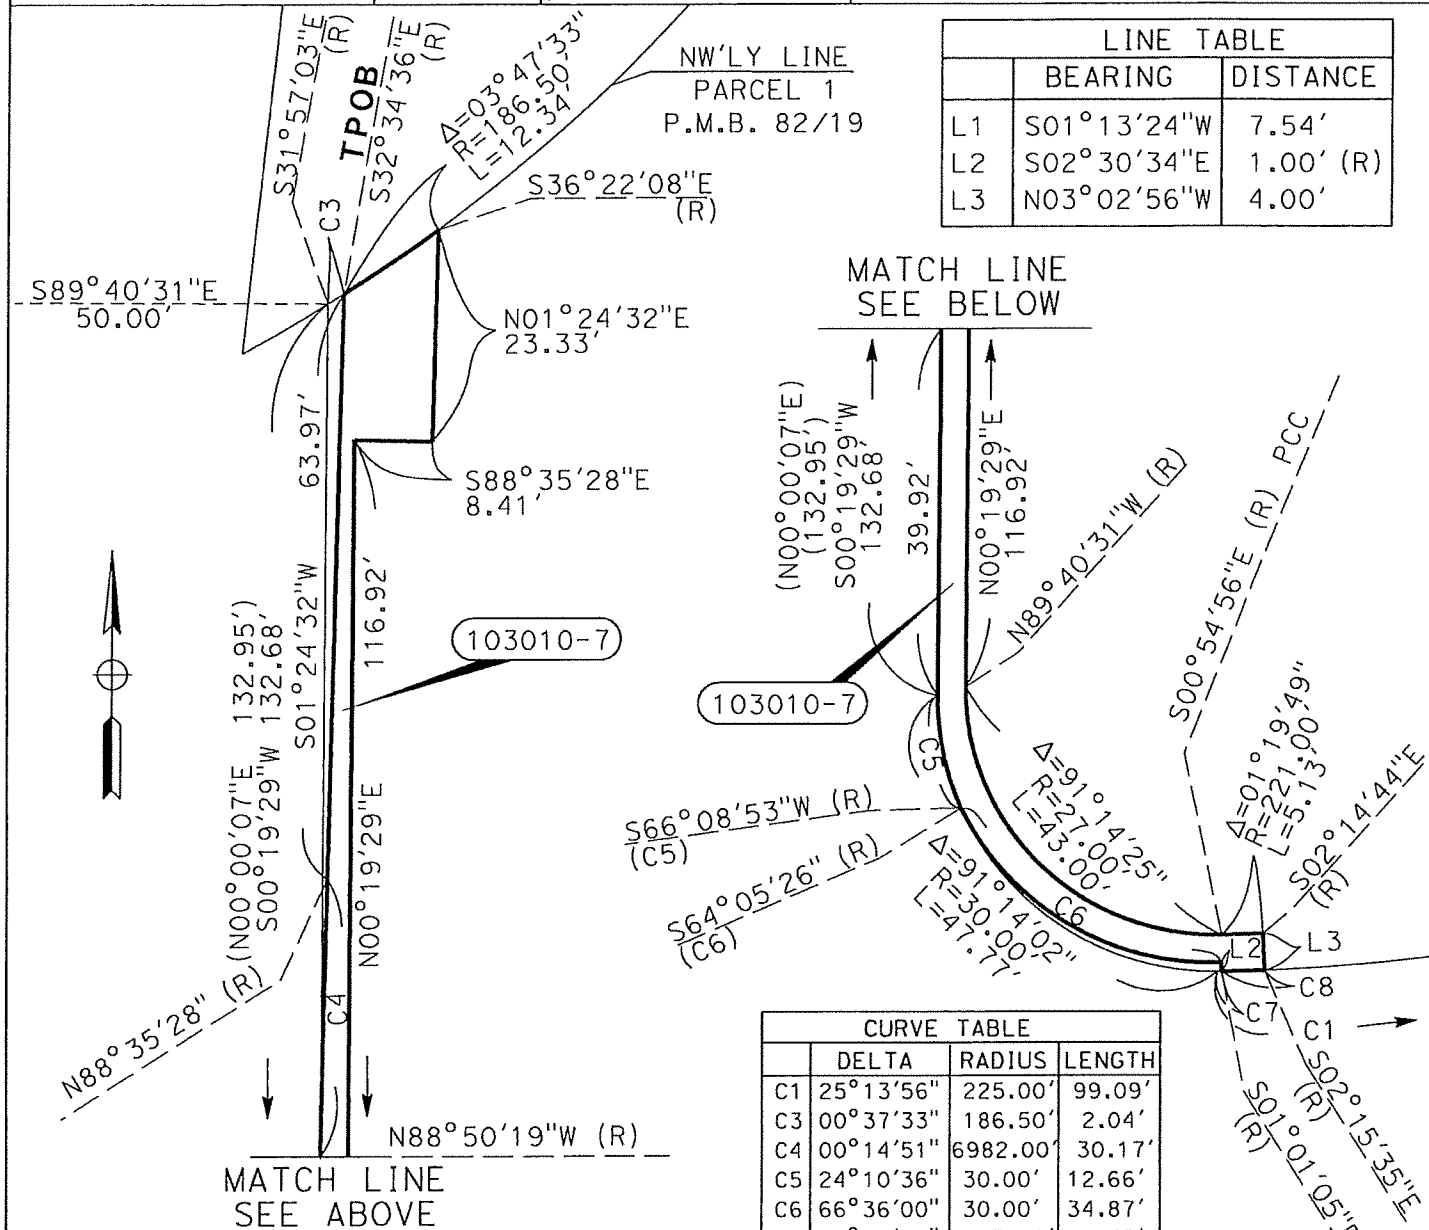 S31°57'03"E
(R)
TPOB
S32°34'36"E
(R)
Δ=03°47'33"
R=186.50'
L=12.34'
NW'LY LINE
PARCEL 1
P.M.B. 82/19
S36°22'08"E
(R)
C3
S89°40'31"E
50.00'
N01°24'32"E
23.33'
63.97'
S88°35'28"E
8.41'
(N00°00'07"E 132.95')
S00°19'29"W 132.68'
S01°24'32"W
116.92'
103010-7
N00°19'29"E
C4
N88°35'28" (R)
N88°50'19"W (R)
MATCH LINE
SEE ABOVE
LINE TABLE
BEARING DISTANCE
L1 S01°13'24"W 7.54'
L2 S02°30'34"E 1.00' (R)
L3 N03°02'56"W 4.00'
MATCH LINE
SEE BELOW
(N00°00'07"E)
(132.95')
S00°19'29"W
132.68'
39.92'
N00°19'29"E
116.92'
N89°40'31"W (R)
103010-7
C5
S66°08'53"W (R)
(C5)
S64°05'26" (R)
(C6)
Δ=91°14'25"
R=27.00'
L=43.00'
C6
Δ=91°14'02"
R=30.00'
L=47.77'
S00°54'56"E (R) PCC
Δ=01°19'49"
R=221.00'
L=5.13'
S02°14'44"E
(R)
L2
L3
C8
C7
C1
S02°15'35"E
(R)
S01°01'05"E
(R)
CURVE TABLE
DELTA RADIUS LENGTH
C1 25°13'56" 225.00' 99.09'
C3 00°37'33" 186.50' 2.04'
C4 00°14'51" 6982.00' 30.17'
C5 24°10'36" 30.00' 12.66'
C6 66°36'00" 30.00' 34.87'